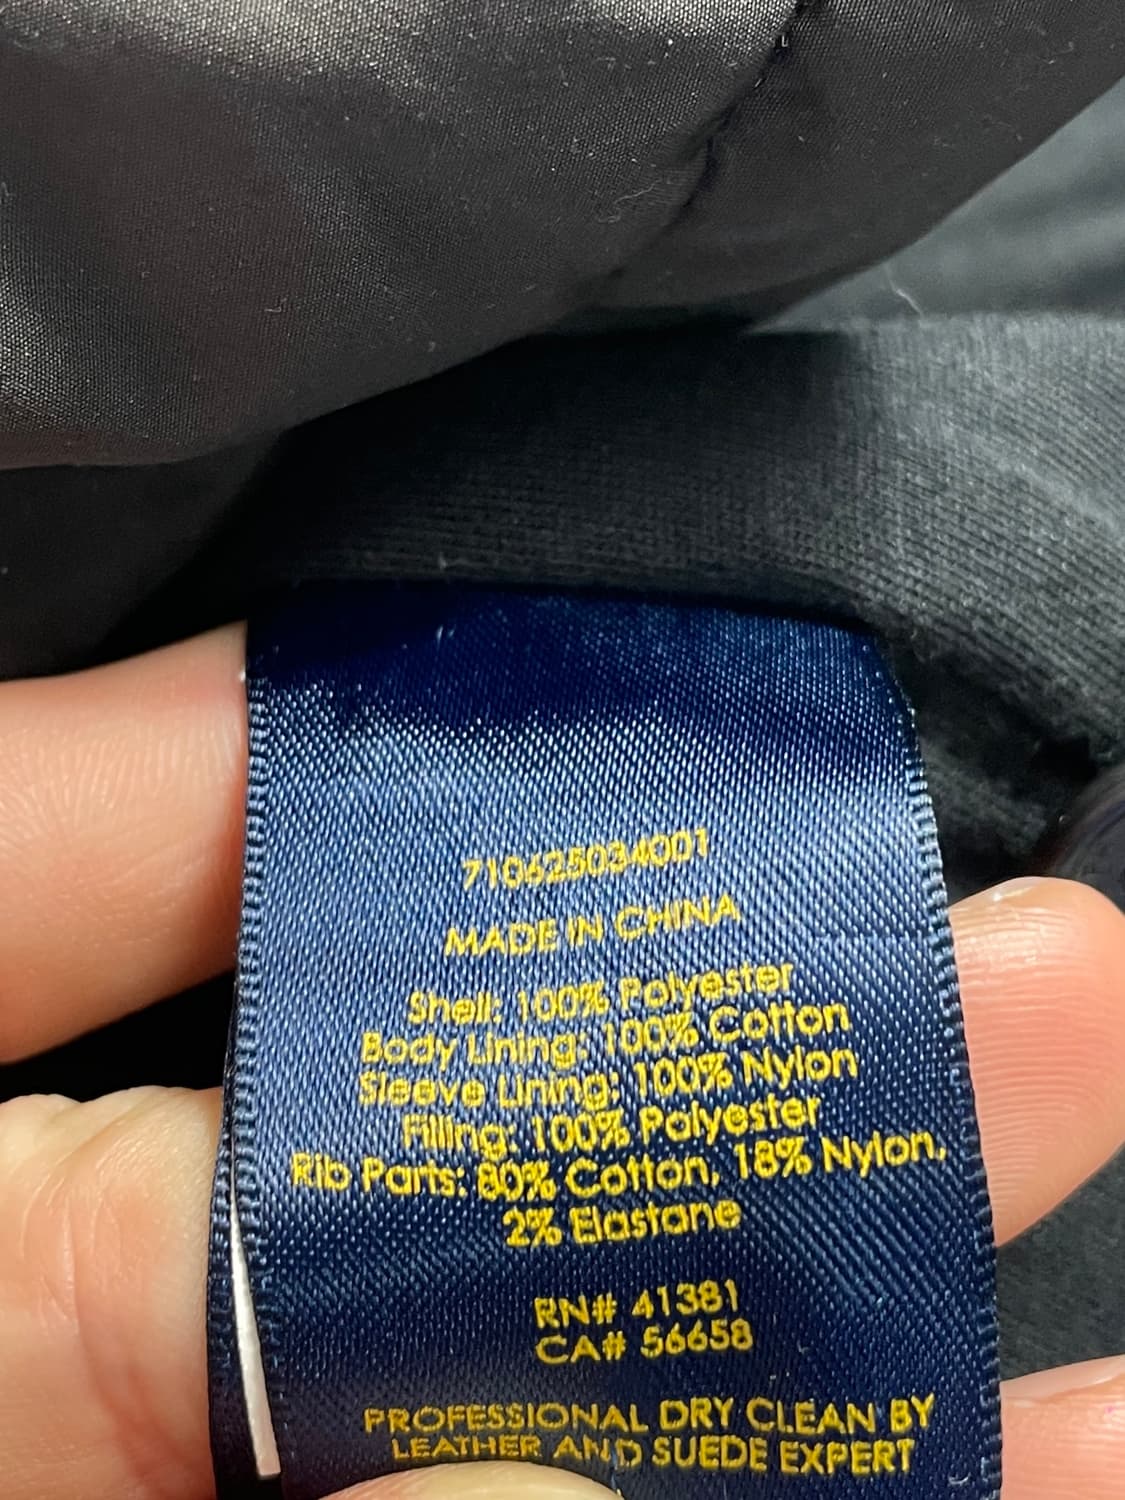 710625034001
MADE IN CHINA
Shell: 100% Polyester
Body Lining: 100% Cotton
Sleeve Lining: 100% Nylon
Filling: 100% Polyester
Rib Parts: 80% Cotton, 18% Nylon,
2% Elastane
RN# 41381
CA# 56658
PROFESSIONAL DRY CLEAN BY
LEATHER AND SUEDE EXPERT